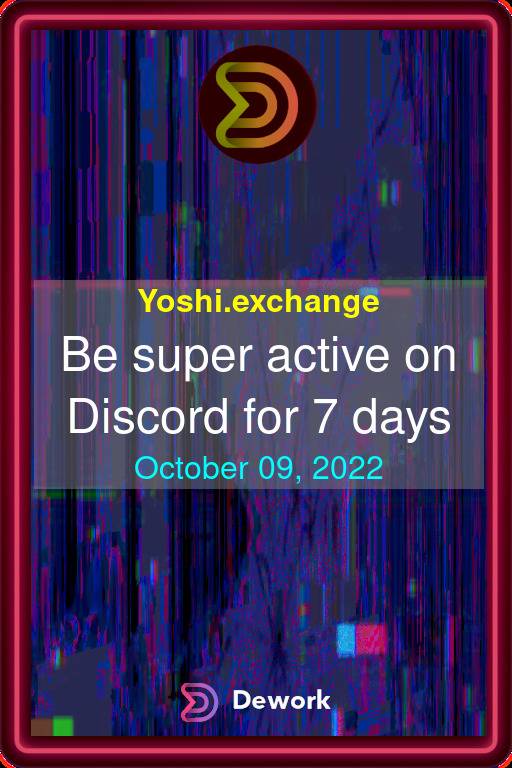 Yoshi.exchange
Be super active on
Discord for 7 days
October 09, 2022
Dework